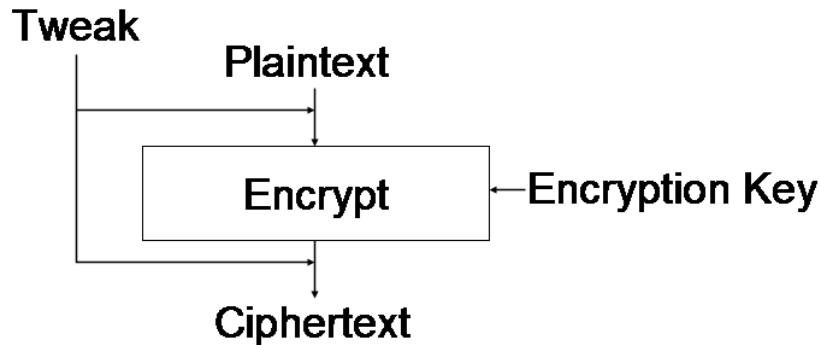 Tweak
Plaintext
Encrypt
Encryption Key
Ciphertext